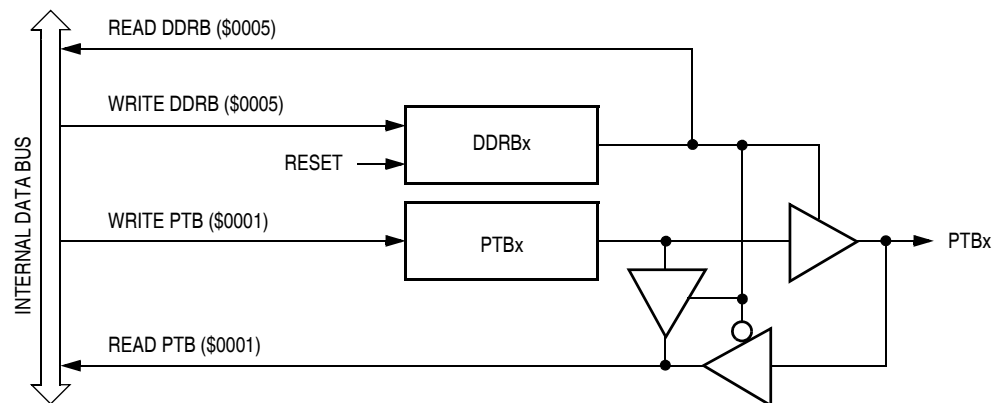 READ DDRB ($0005)
WRITE DDRB ($0005)
DDRBx
RESET
INTERNAL DATA BUS
WRITE PTB ($0001)
PTBx
PTBx
READ PTB ($0001)